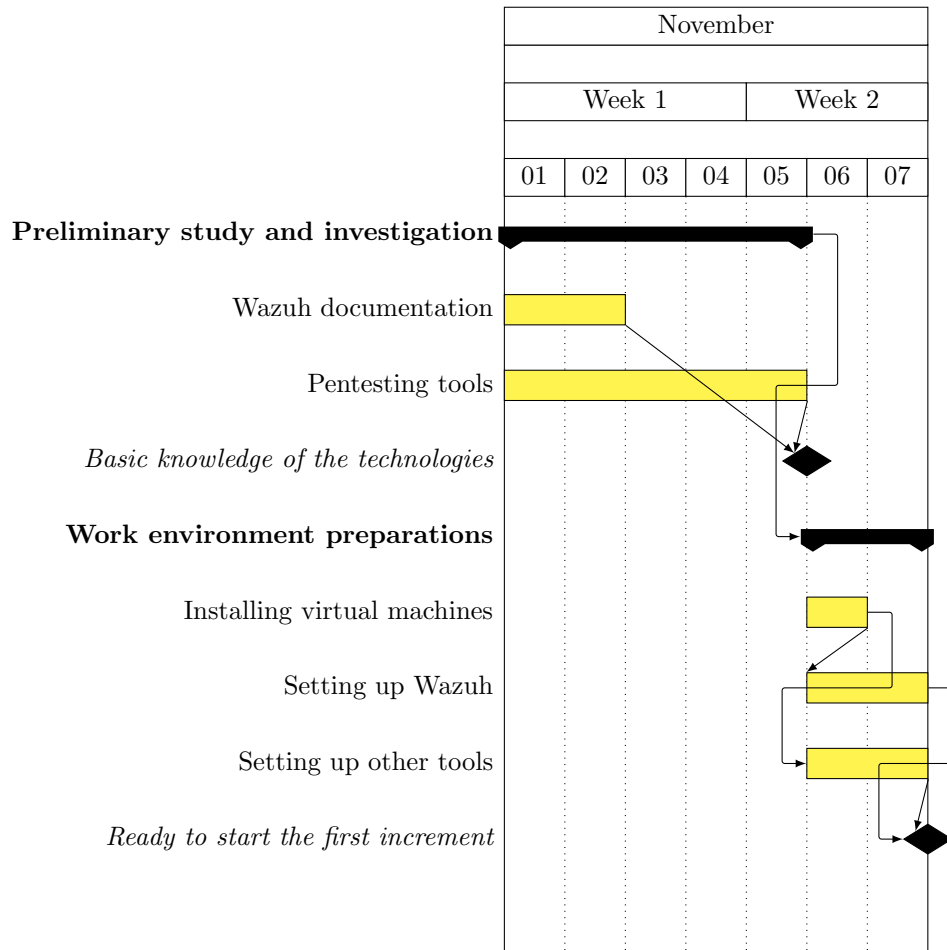 November
Week 1 Week 2
01 02 03 04 05 06 07
Preliminary study and investigation
Wazuh documentation
Pentesting tools
Basic knowledge of the technologies
Work environment preparations
Installing virtual machines
Setting up Wazuh
Setting up other tools
Ready to start the first increment